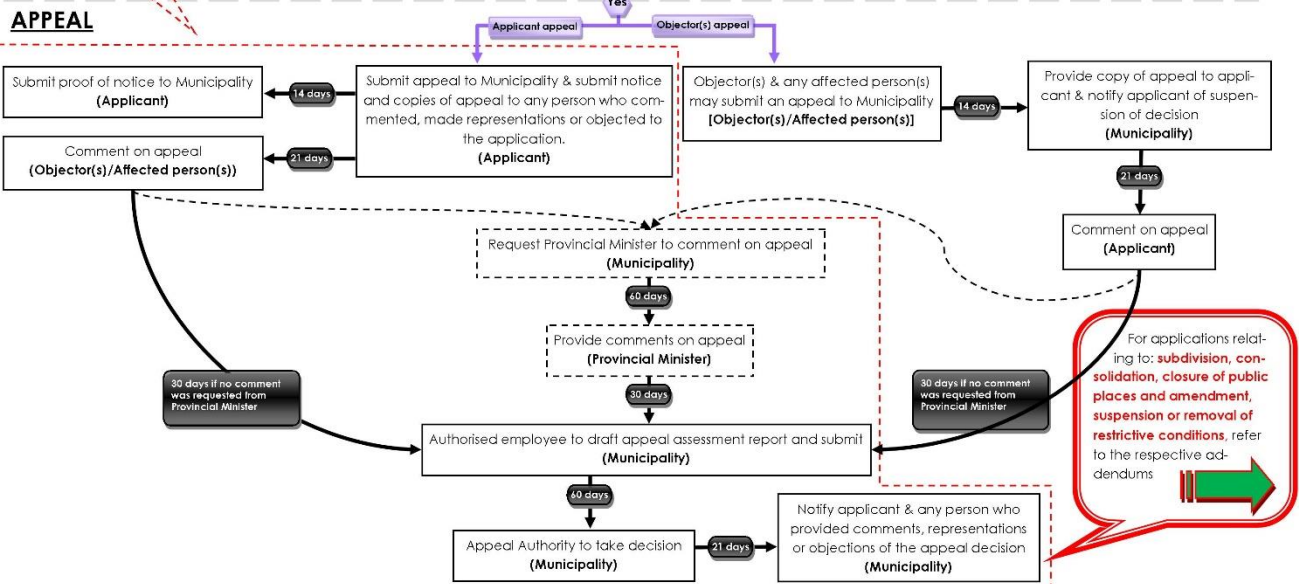 APPEAL
Yes
Applicant appeal
Objector(s) appeal
Submit proof of notice to Municipality
(Applicant)
14 days
Submit appeal to Municipality & submit notice
and copies of appeal to any person who com-
mented, made representations or objected to
the application.
(Applicant)
Objector(s) & any affected person(s)
may submit an appeal to Municipality
[Objector(s)/Affected person(s)]
14 days
Provide copy of appeal to appli-
cant & notify applicant of suspen-
sion of decision
(Municipality)
Comment on appeal
(Objector(s)/Affected person(s))
21 days
21 days
Request Provincial Minister to comment on appeal
(Municipality)
Comment on appeal
(Applicant)
60 days
Provide comments on appeal
(Provincial Minister)
30 days if no comment
was requested from
Provincial Minister
30 days
30 days if no comment
was requested from
Provincial Minister
For applications relat-
ing to: subdivision, con-
solidation, closure of public
places and amendment,
suspension or removal of
restrictive conditions, refer
to the respective ad-
dendums
Authorised employee to draft appeal assessment report and submit
(Municipality)
60 days
Appeal Authority to take decision
(Municipality)
21 days
Notify applicant & any person who
provided comments, representations
or objections of the appeal decision
(Municipality)